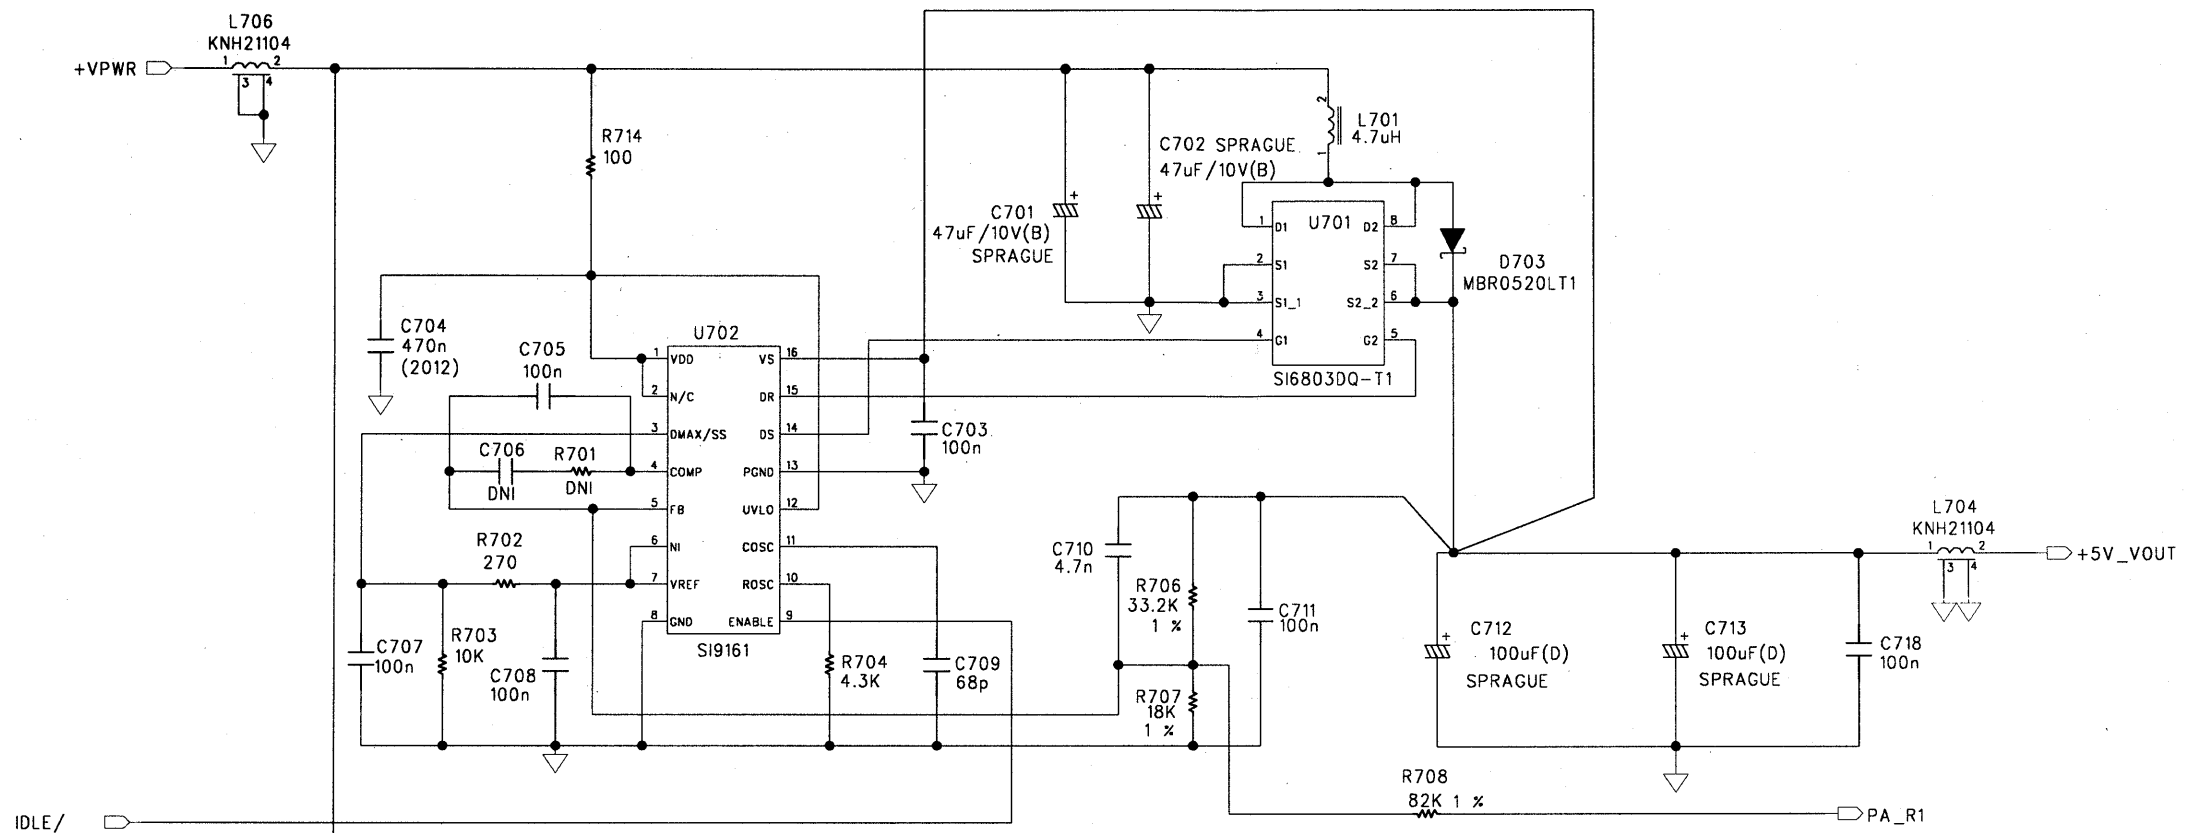 L706
KNH21104
1 2
3 4
+VPWR
R714
100
C702 SPRAGUE
47uF/10V(B)
2
L701
4.7uH
1
C701
47uF/10V(B)
SPRAGUE
U701
1 D1
D2 8
2 S1
S2 7
3 S1_1
S2_2 6
4 G1
G2 5
SI6803DQ-T1
D703
MBR0520LT1
C704
470n
(2012)
C705
100n
U702
1 VDD
VS 16
2 N/C
DR 15
3 DMAX/SS
DS 14
4 COMP
PGND 13
5 FB
UVLO 12
6 NI
COSC 11
7 VREF
ROSC 10
8 GND
ENABLE 9
SI9161
C706
DNI
R701
DNI
C703
100n
R702
270
C707
100n
R703
10K
C708
100n
R704
4.3K
C709
68p
C710
4.7n
R706
33.2K
1 %
C711
100n
R707
18K
1 %
L704
KNH21104
1 2
3 4
+5V_VOUT
C712
100uF(D)
SPRAGUE
C713
100uF(D)
SPRAGUE
C718
100n
R708
82K 1 %
PA_R1
IDLE/